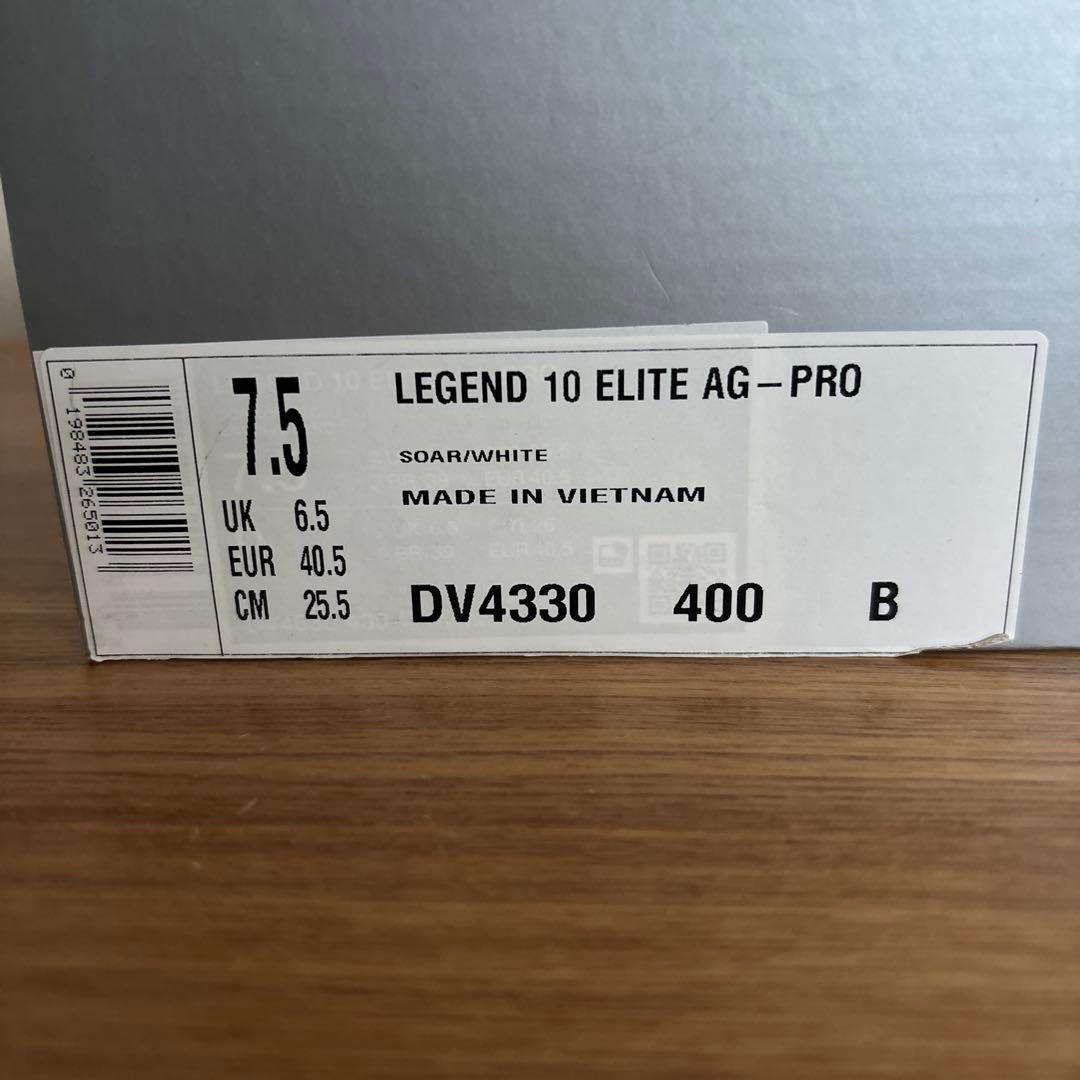 0 198483 265013
7.5
LEGEND 10 ELITE AG-PRO
SOAR/WHITE
MADE IN VIETNAM
UK 6.5
EUR 40.5
CM 25.5
DV4330 400 B